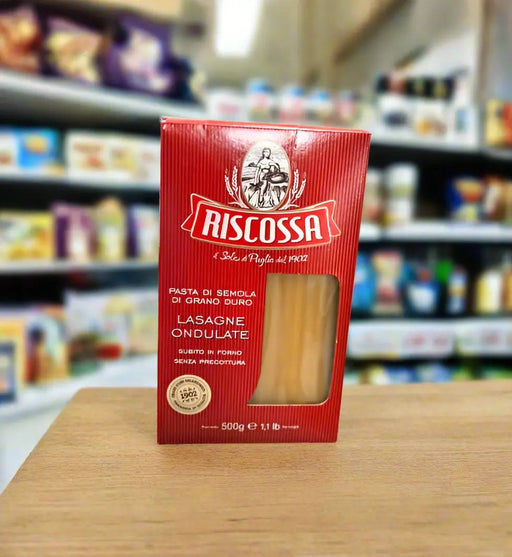 RISCOSSA
il Sole di Puglia dal 1902
PASTA DI SEMOLA
DI GRANO DURO
LASAGNE
ONDULATE
SUBITO IN FORNO
SENZA PRECOTTURA
1902
500g ℮ 1,1 lb